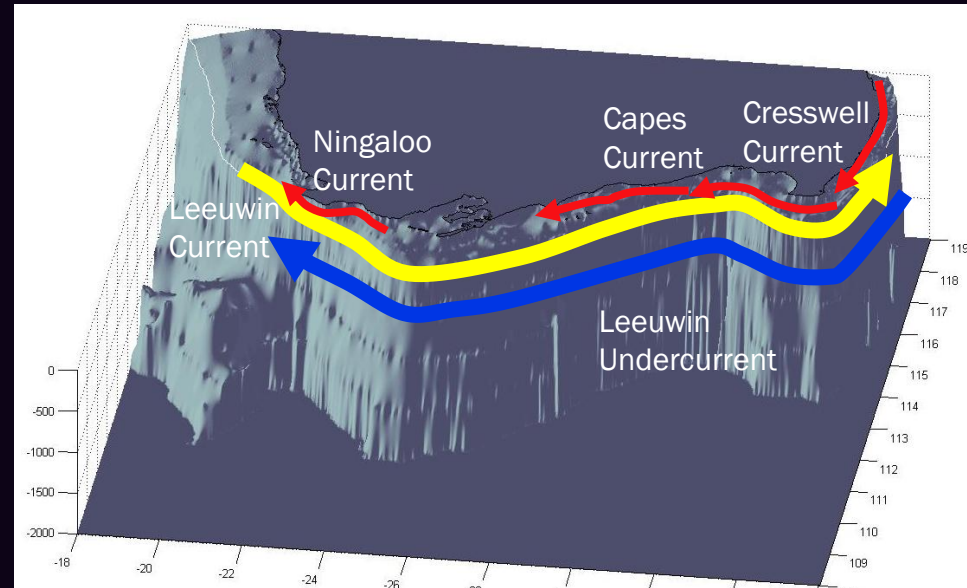 Ningaloo
Current
Capes
Current
Cresswell
Current
Leeuwin
Current
Leeuwin
Undercurrent
0
-500
-1000
-1500
-2000
-18
-20
-22
-24
-26
119
118
117
116
115
114
113
112
111
110
109